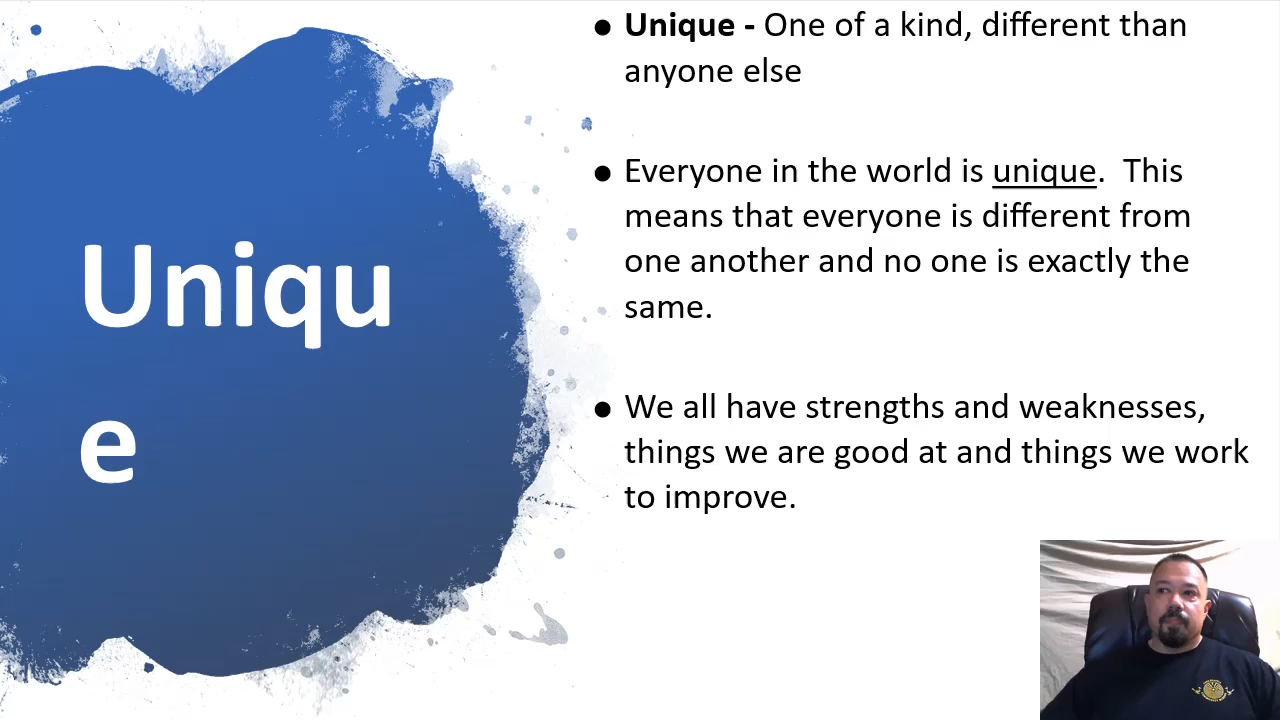 Uniqu
e
• Unique - One of a kind, different than
anyone else
• Everyone in the world is unique.  This
means that everyone is different from
one another and no one is exactly the
same.
• We all have strengths and weaknesses,
things we are good at and things we work
to improve.